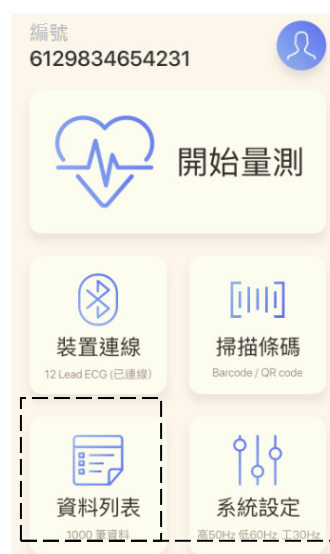 編號
6129834654231
開始量測
裝置連線
12 Lead ECG (已連線)
掃描條碼
Barcode / QR code
資料列表
1000 筆資料
系統設定
高50Hz 低60Hz 工30Hz